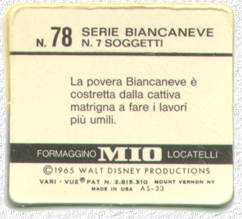 N. 78 SERIE BIANCANEVE
N. 7 SOGGETTI
La povera Biancaneve è
costretta dalla cattiva
matrigna a fare i lavori
più umili.
FORMAGGINO MIO LOCATELLI
©1965 WALT DISNEY PRODUCTIONS
VARI - VUE® PAT N. 2.815.310 MOUNT VERNON NY
MADE IN USA AS-33